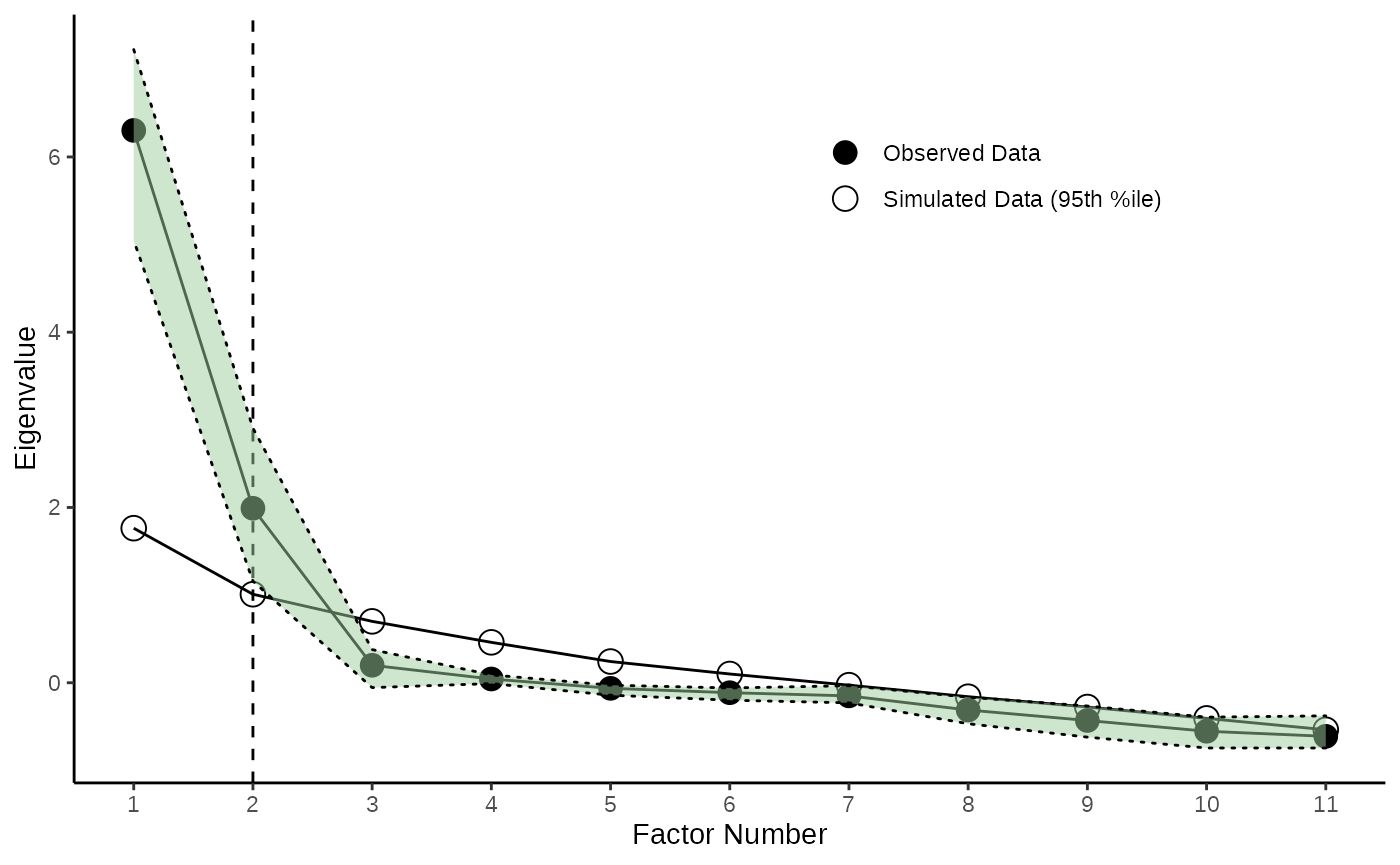 6
4
2
0
Eigenvalue
Observed Data
Simulated Data (95th %ile)
1 2 3 4 5 6 7 8 9 10 11
Factor Number